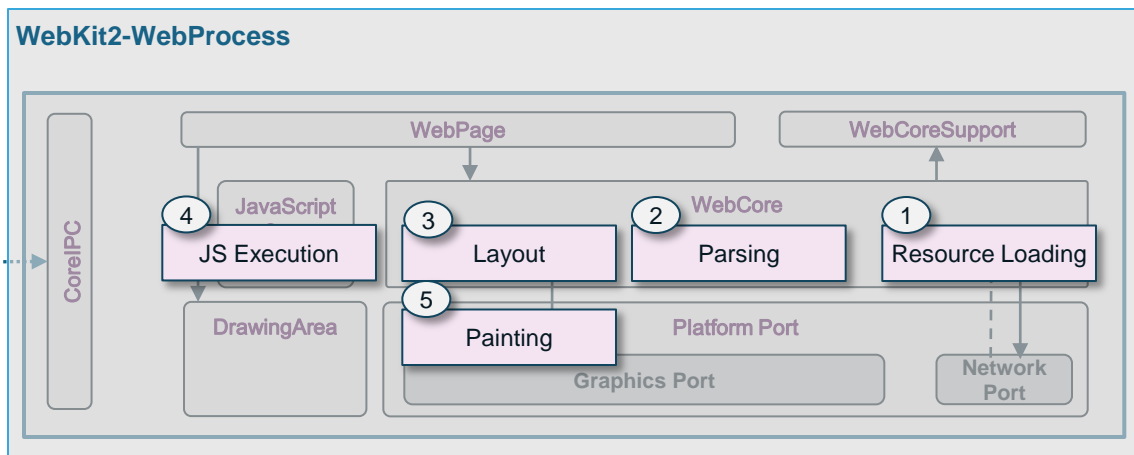 WebKit2-WebProcess
WebPage
WebCoreSupport
CoreIPC
JavaScript
WebCore
4
JS Execution
3
Layout
2
Parsing
1
Resource Loading
DrawingArea
5
Painting
Platform Port
Graphics Port
Network
Port